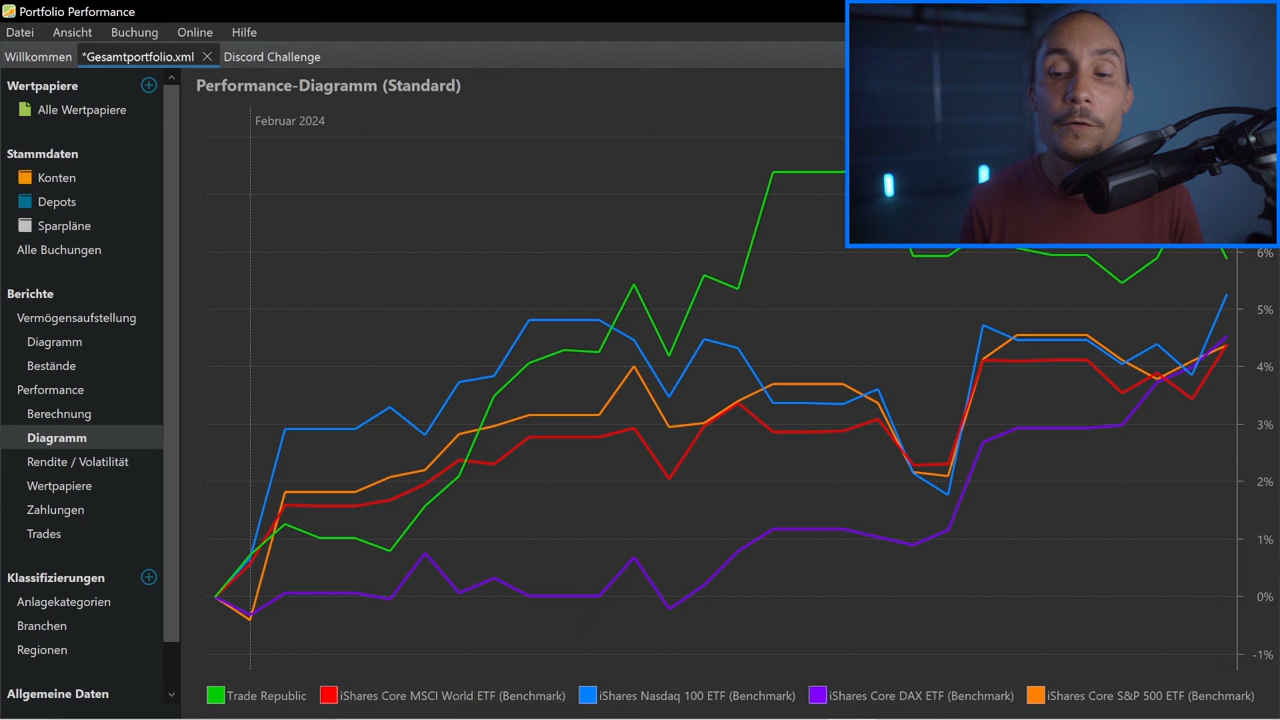 Portfolio Performance
Datei Ansicht Buchung Online Hilfe
Willkommen *Gesamtportfolio.xml Discord Challenge
Wertpapiere
Alle Wertpapiere
Stammdaten
Konten
Depots
Sparpläne
Alle Buchungen
Berichte
Vermögensaufstellung
Diagramm
Bestände
Performance
Berechnung
Diagramm
Rendite / Volatilität
Wertpapiere
Zahlungen
Trades
Klassifizierungen
Anlagekategorien
Branchen
Regionen
Allgemeine Daten
Performance-Diagramm (Standard)
Februar 2024
6%
5%
4%
3%
2%
1%
0%
-1%
Trade Republic iShares Core MSCI World ETF (Benchmark) iShares Nasdaq 100 ETF (Benchmark) iShares Core DAX ETF (Benchmark) iShares Core S&P 500 ETF (Benchmark)